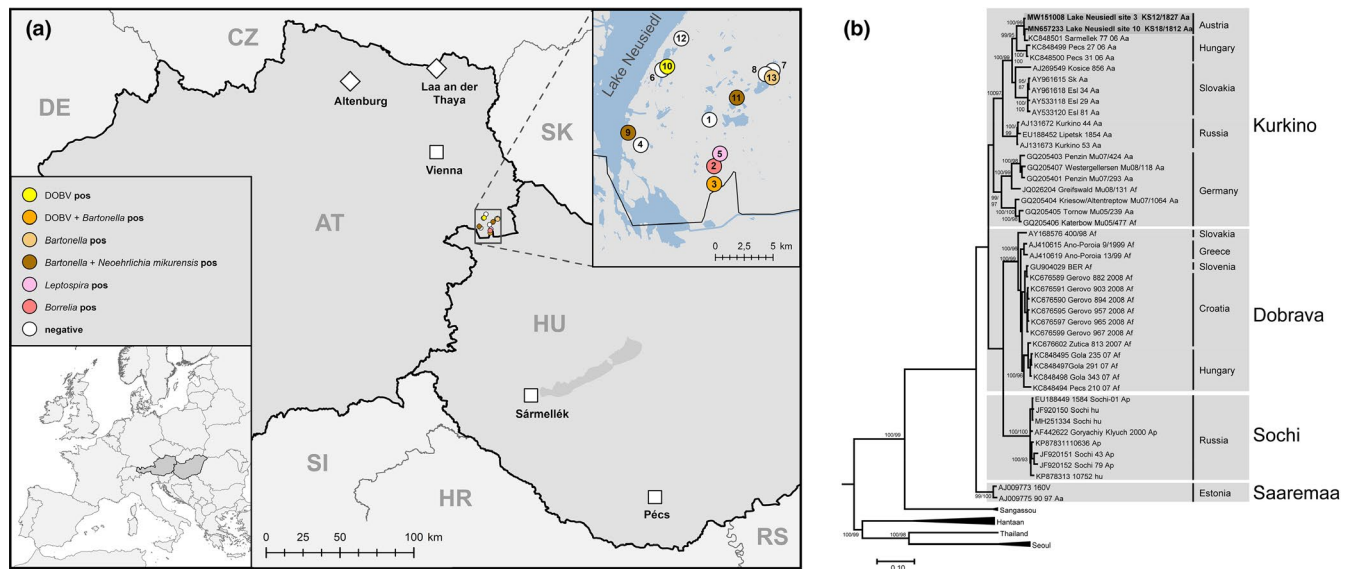 (a)
CZ
DE
SK
AT
HU
SI
HR
RS
Altenburg
Laa an der
Thaya
Vienna
Sármellék
Pécs
0 25 50 100 km
DOBV pos
DOBV + Bartonella pos
Bartonella pos
Bartonella + Neoehrlichia mikurensis pos
Leptospira pos
Borrelia pos
negative
Lake Neusiedl
12
6
10
8
7
13
11
1
9
4
5
2
3
0 2,5 5 km
(b)
MW151008 Lake Neusiedl site 3 KS12/1827 Aa
MN657233 Lake Neusiedl site 10 KS18/1812 Aa
KC848501 Sarmellek 77 06 Aa
KC848499 Pecs 27 06 Aa
KC848500 Pecs 31 06 Aa
AJ269549 Kosice 856 Aa
AY961615 Sk Aa
AY961618 Esl 34 Aa
AY533118 Esl 29 Aa
AY533120 Esl 81 Aa
AJ131672 Kurkino 44 Aa
EU188452 Lipetsk 1854 Aa
AJ131673 Kurkino 53 Aa
GQ205403 Penzin Mu07/424 Aa
GQ205407 Westergellersen Mu08/118 Aa
GQ205401 Penzin Mu07/293 Aa
JQ026204 Greifswald Mu08/131 Af
GQ205404 Kriesow/Altentreptow Mu07/1064 Aa
GQ205405 Tornow Mu05/239 Aa
GQ205406 Katerbow Mu05/477 Af
AY168576 400/98 Af
AJ410615 Ano-Poroia 9/1999 Af
AJ410619 Ano-Poroia 13/99 Af
GU904029 BER Af
KC676589 Gerovo 882 2008 Af
KC676591 Gerovo 903 2008 Af
KC676590 Gerovo 894 2008 Af
KC676595 Gerovo 957 2008 Af
KC676597 Gerovo 965 2008 Af
KC676599 Gerovo 967 2008 Af
KC676602 Zutica 813 2007 Af
KC848495 Gola 235 07 Af
KC848497Gola 291 07 Af
KC848498 Gola 343 07 Af
KC848494 Pecs 210 07 Af
EU188449 1584 Sochi-01 Ap
JF920150 Sochi hu
MH251334 Sochi hu
AF442622 Goryachiy Klyuch 2000 Ap
KP87831110636 Ap
JF920151 Sochi 43 Ap
JF920152 Sochi 79 Ap
KP878313 10752 hu
AJ009773 160V
AJ009775 90 97 Aa
Sangassou
Hantaan
Thailand
Seoul
Austria
Hungary
Slovakia
Russia
Germany
Slovakia
Greece
Slovenia
Croatia
Hungary
Russia
Estonia
Kurkino
Dobrava
Sochi
Saaremaa
100/99
100/99
100/98
99/100
0.10